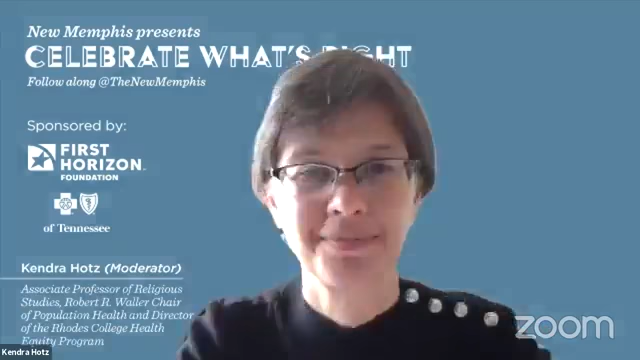 New Memphis presents
CELEBRATE WHAT'S RIGHT
Follow along @TheNewMemphis
Sponsored by:
FIRST
HORIZON.
FOUNDATION
of Tennessee
Kendra Hotz (Moderator)
Associate Professor of Religious
Studies, Robert R. Waller Chair
of Population Health and Director
of the Rhodes College Health
Equity Program
Kendra Hotz
zoom